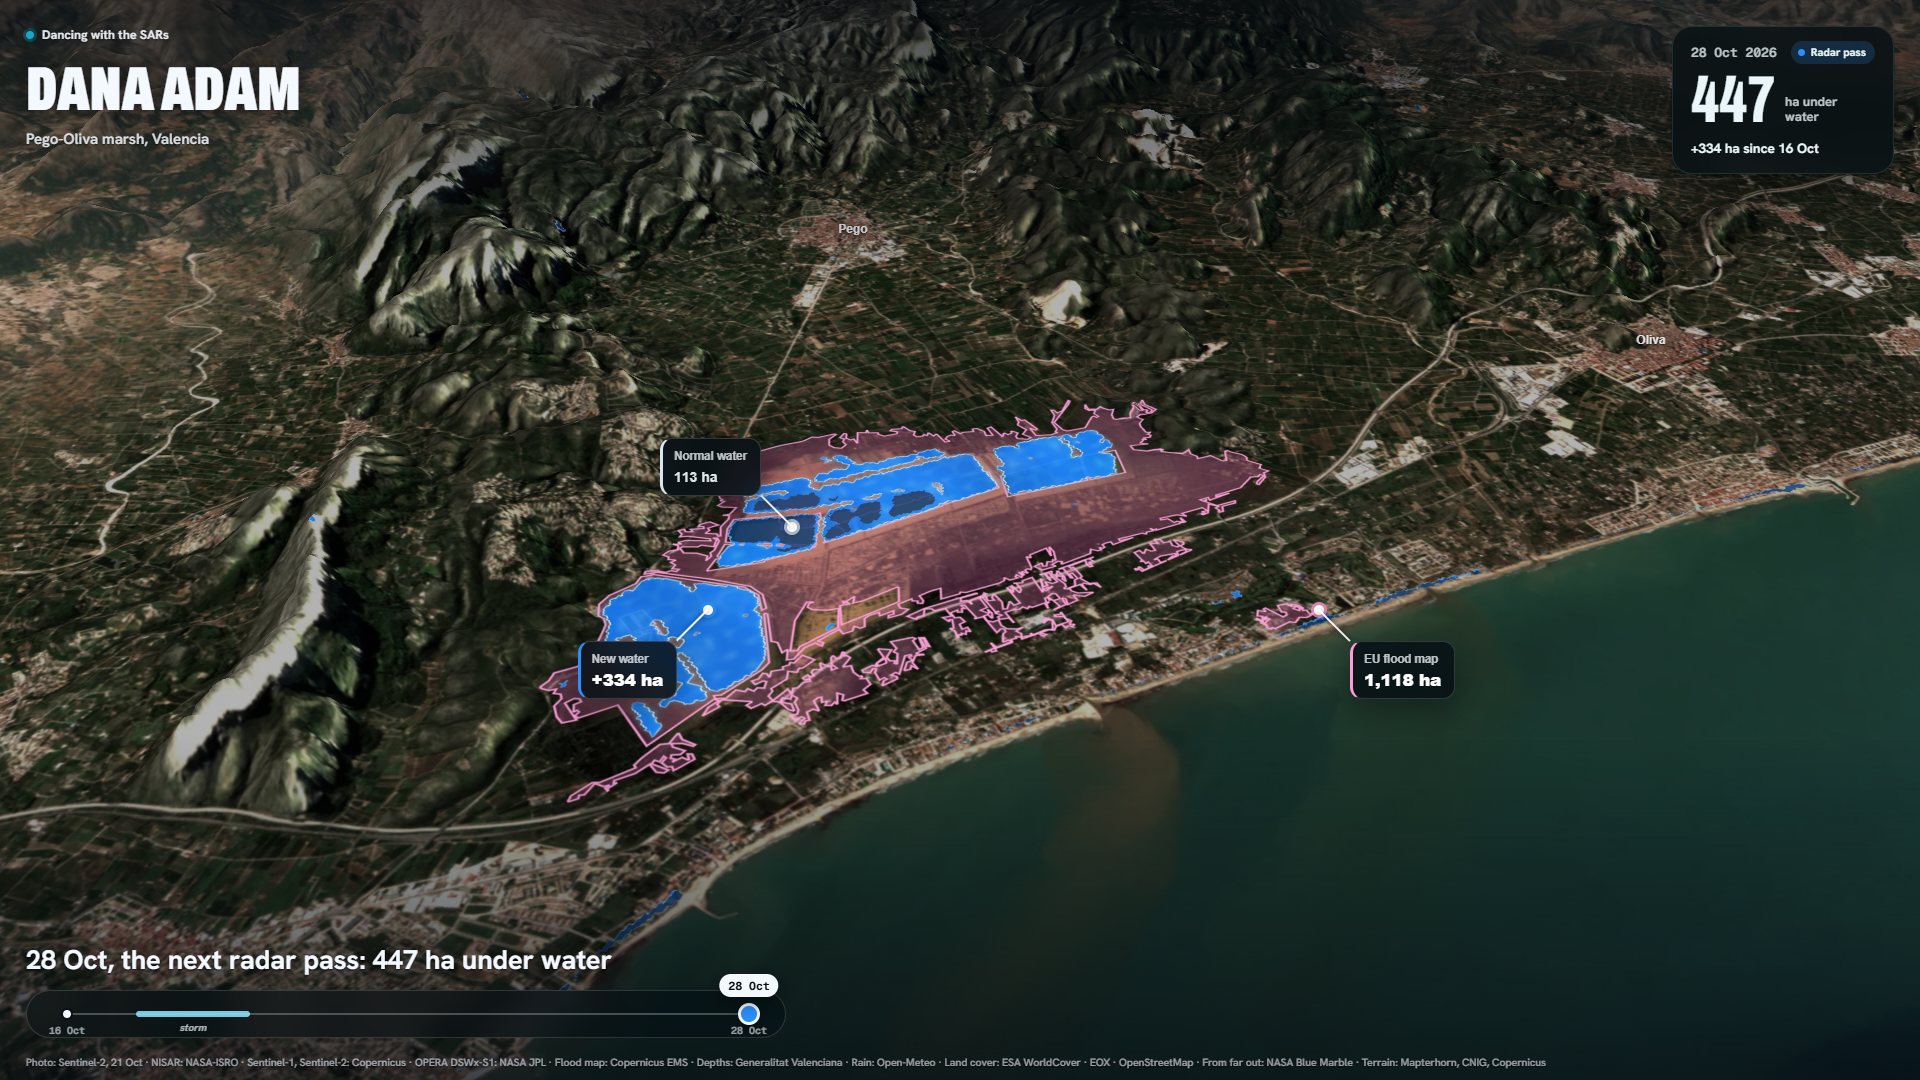 Dancing with the SARs
DANA ADAM
Pego-Oliva marsh, Valencia
28 Oct 2026
Radar pass
447 ha under water
+334 ha since 16 Oct
Pego
Oliva
Normal water
113 ha
New water
+334 ha
EU flood map
1,118 ha
28 Oct, the next radar pass: 447 ha under water
28 Oct
storm
16 Oct
28 Oct
Photo: Sentinel-2, 21 Oct · NISAR: NASA-ISRO · Sentinel-1, Sentinel-2: Copernicus · OPERA DSWx-S1: NASA JPL · Flood map: Copernicus EMS · Depths: Generalitat Valenciana · Rain: Open-Meteo · Land cover: ESA WorldCover · EOX · OpenStreetMap · From far out: NASA Blue Marble · Terrain: Mapterhorn, CNIG, Copernicus